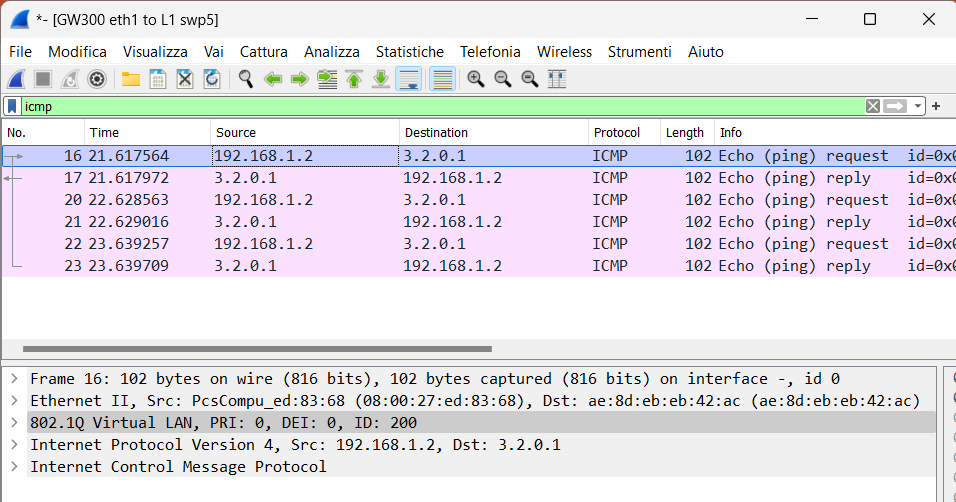 *- [GW300 eth1 to L1 swp5]
File Modifica Visualizza Vai Cattura Analizza Statistiche Telefonia Wireless Strumenti Aiuto
icmp
No. Time Source Destination Protocol Length Info
16 21.617564 192.168.1.2 3.2.0.1 ICMP 102 Echo (ping) request id=0x
17 21.617972 3.2.0.1 192.168.1.2 ICMP 102 Echo (ping) reply id=0x
20 22.628563 192.168.1.2 3.2.0.1 ICMP 102 Echo (ping) request id=0x
21 22.629016 3.2.0.1 192.168.1.2 ICMP 102 Echo (ping) reply id=0x
22 23.639257 192.168.1.2 3.2.0.1 ICMP 102 Echo (ping) request id=0x
23 23.639709 3.2.0.1 192.168.1.2 ICMP 102 Echo (ping) reply id=0x
Frame 16: 102 bytes on wire (816 bits), 102 bytes captured (816 bits) on interface -, id 0
Ethernet II, Src: PcsCompu_ed:83:68 (08:00:27:ed:83:68), Dst: ae:8d:eb:eb:42:ac (ae:8d:eb:eb:42:ac)
802.1Q Virtual LAN, PRI: 0, DEI: 0, ID: 200
Internet Protocol Version 4, Src: 192.168.1.2, Dst: 3.2.0.1
Internet Control Message Protocol